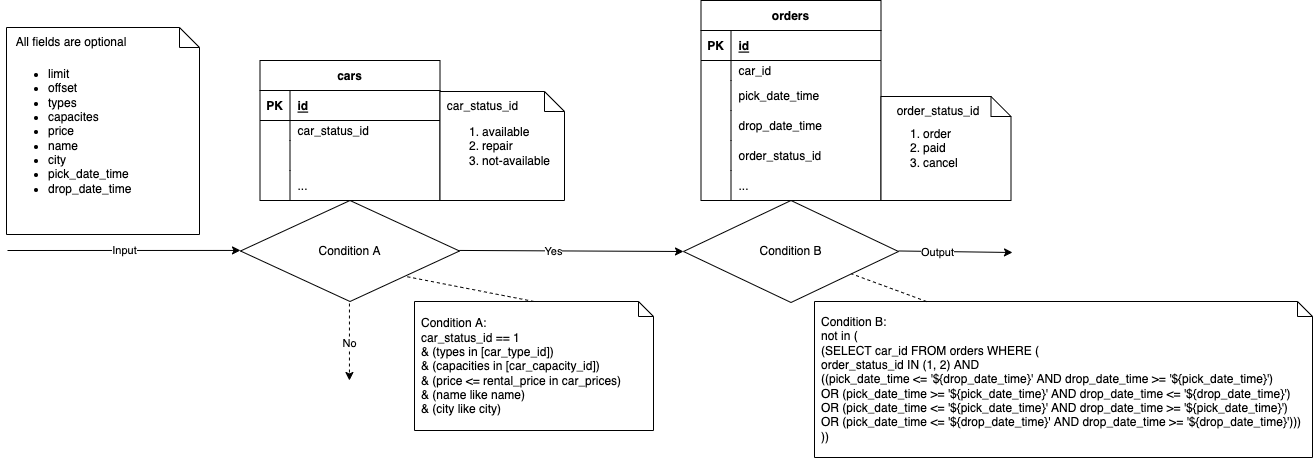 All fields are optional
• limit
• offset
• types
• capacites
• price
• name
• city
• pick_date_time
• drop_date_time
cars
PK id
car_status_id
...
car_status_id
1. available
2. repair
3. not-available
orders
PK id
car_id
pick_date_time
drop_date_time
order_status_id
...
order_status_id
1. order
2. paid
3. cancel
Input
Condition A
Yes
Condition B
Output
No
Condition A:
car_status_id == 1
& (types in [car_type_id])
& (capacities in [car_capacity_id])
& (price <= rental_price in car_prices)
& (name like name)
& (city like city)
Condition B:
not in (
(SELECT car_id FROM orders WHERE (
order_status_id IN (1, 2) AND
((pick_date_time <= '${drop_date_time}' AND drop_date_time >= '${pick_date_time}')
OR (pick_date_time >= '${pick_date_time}' AND drop_date_time <= '${drop_date_time}')
OR (pick_date_time <= '${pick_date_time}' AND drop_date_time >= '${pick_date_time}')
OR (pick_date_time <= '${drop_date_time}' AND drop_date_time >= '${drop_date_time}')))
))